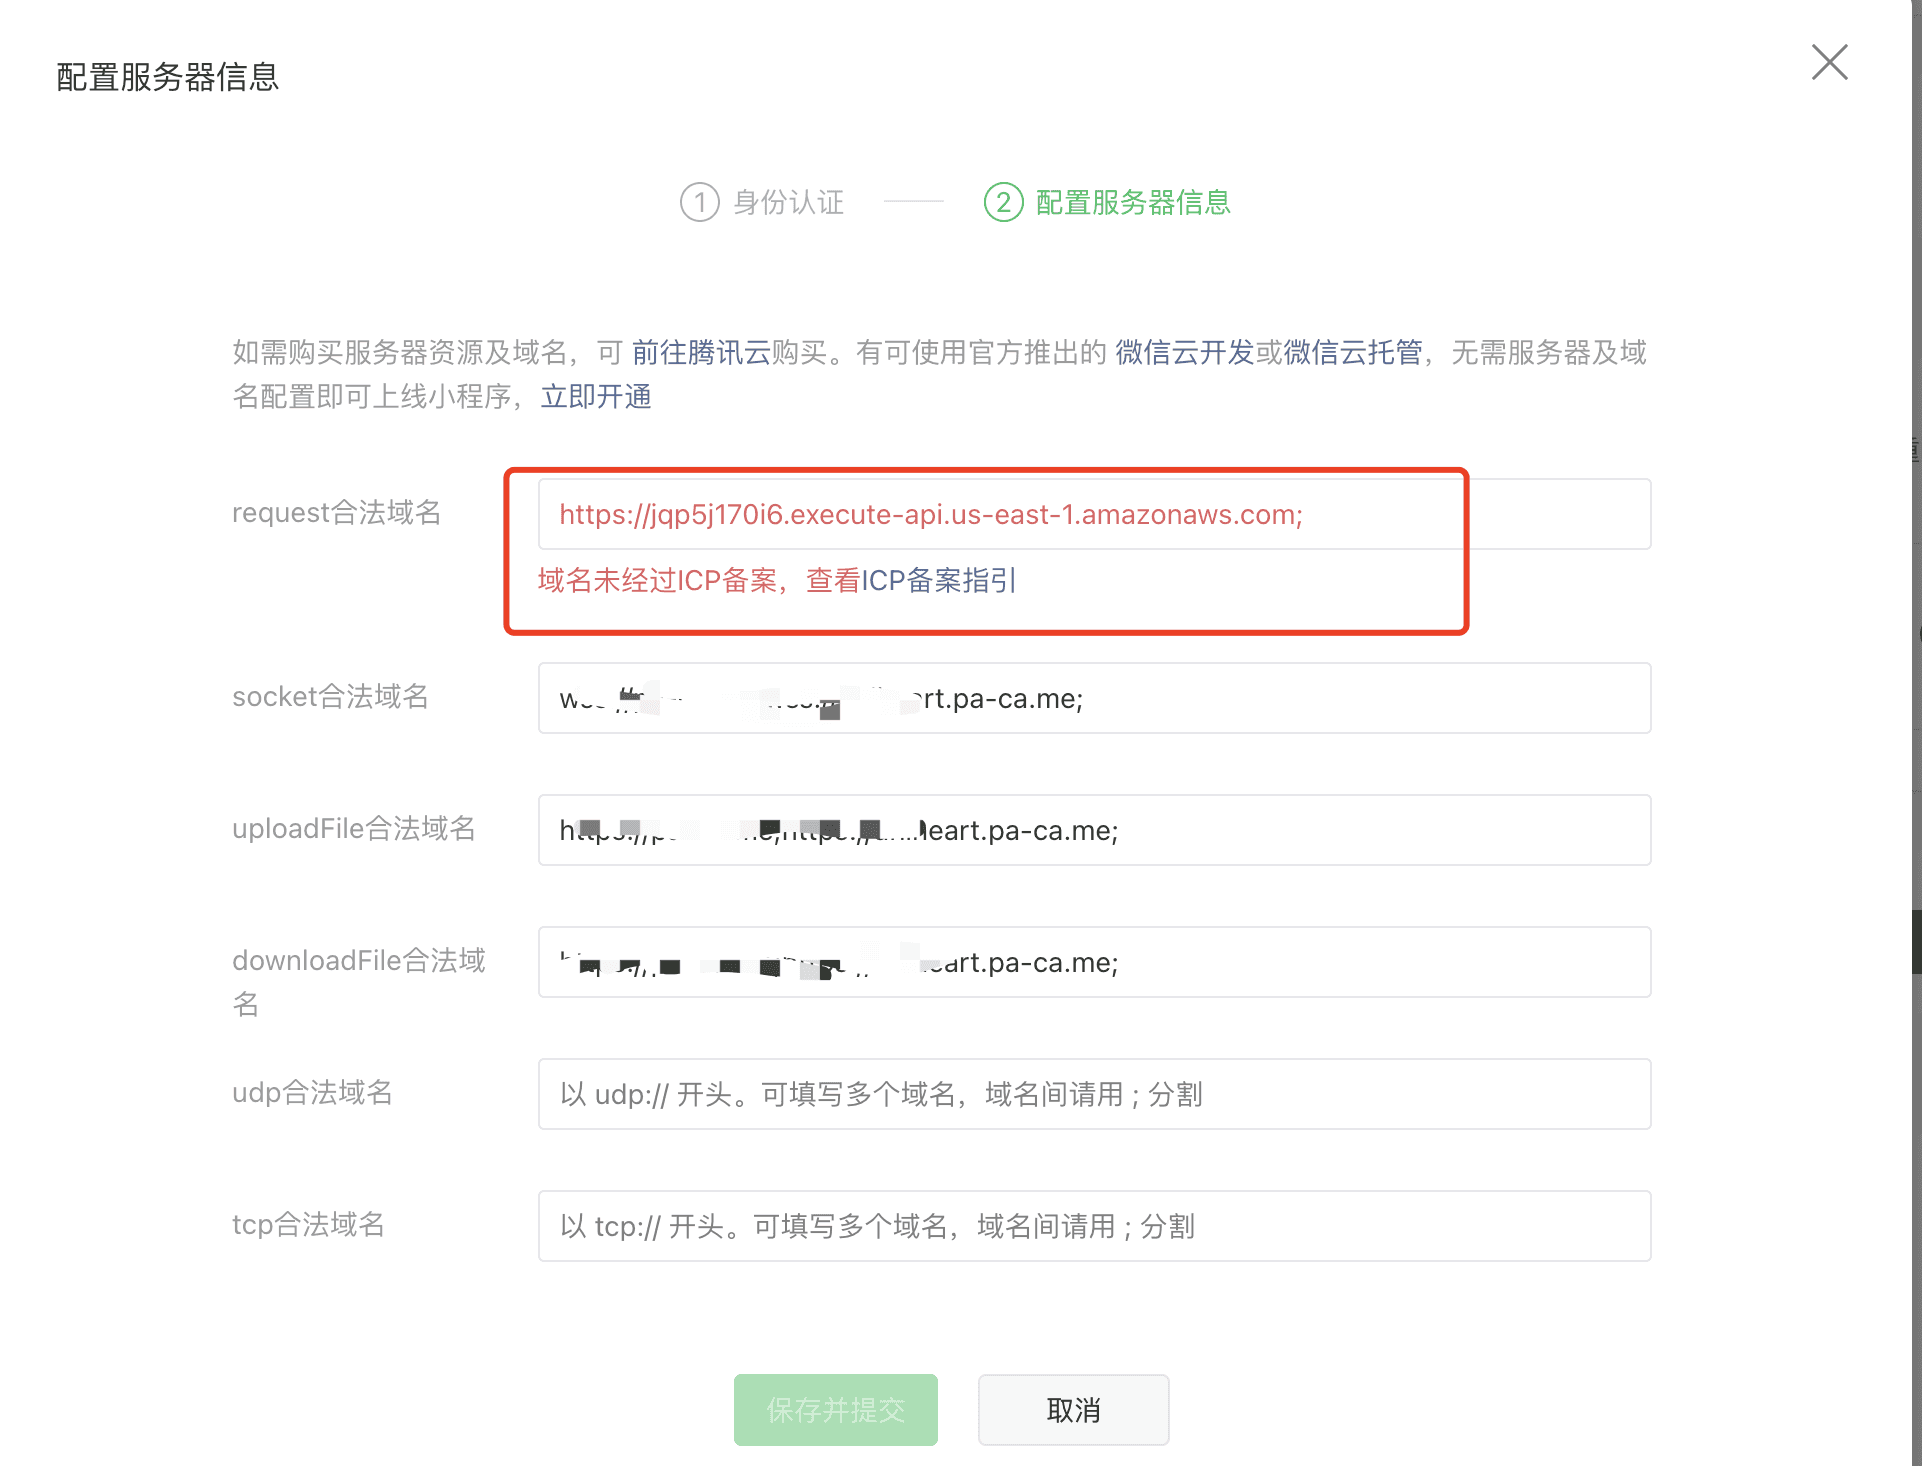 配置服务器信息
1 身份认证
2 配置服务器信息
如需购买服务器资源及域名，可 前往腾讯云购买。有可使用官方推出的 微信云开发或微信云托管，无需服务器及域
名配置即可上线小程序，立即开通
request合法域名
https://jqp5j170i6.execute-api.us-east-1.amazonaws.com;
域名未经过ICP备案，查看ICP备案指引
socket合法域名
art.pa-ca.me;
uploadFile合法域名
heart.pa-ca.me;
downloadFile合法域
名
eart.pa-ca.me;
udp合法域名
以 udp:// 开头。可填写多个域名，域名间请用 ; 分割
tcp合法域名
以 tcp:// 开头。可填写多个域名，域名间请用 ; 分割
保存并提交
取消